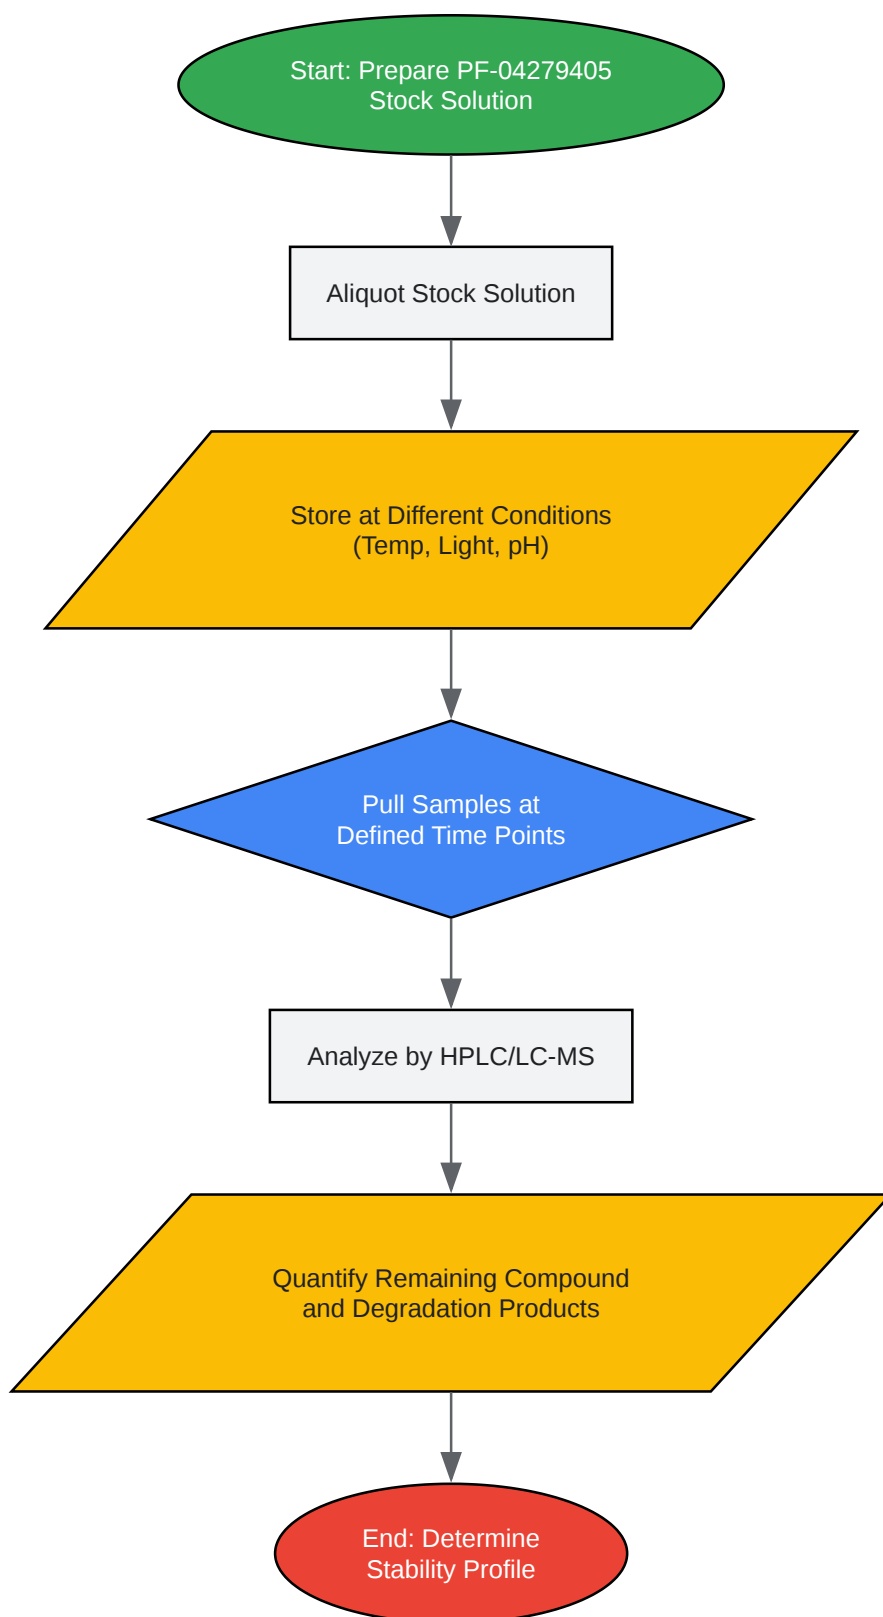 Start: Prepare PF-04279405
Stock Solution
Aliquot Stock Solution
Store at Different Conditions
(Temp, Light, pH)
Pull Samples at
Defined Time Points
Analyze by HPLC/LC-MS
Quantify Remaining Compound
and Degradation Products
End: Determine
Stability Profile